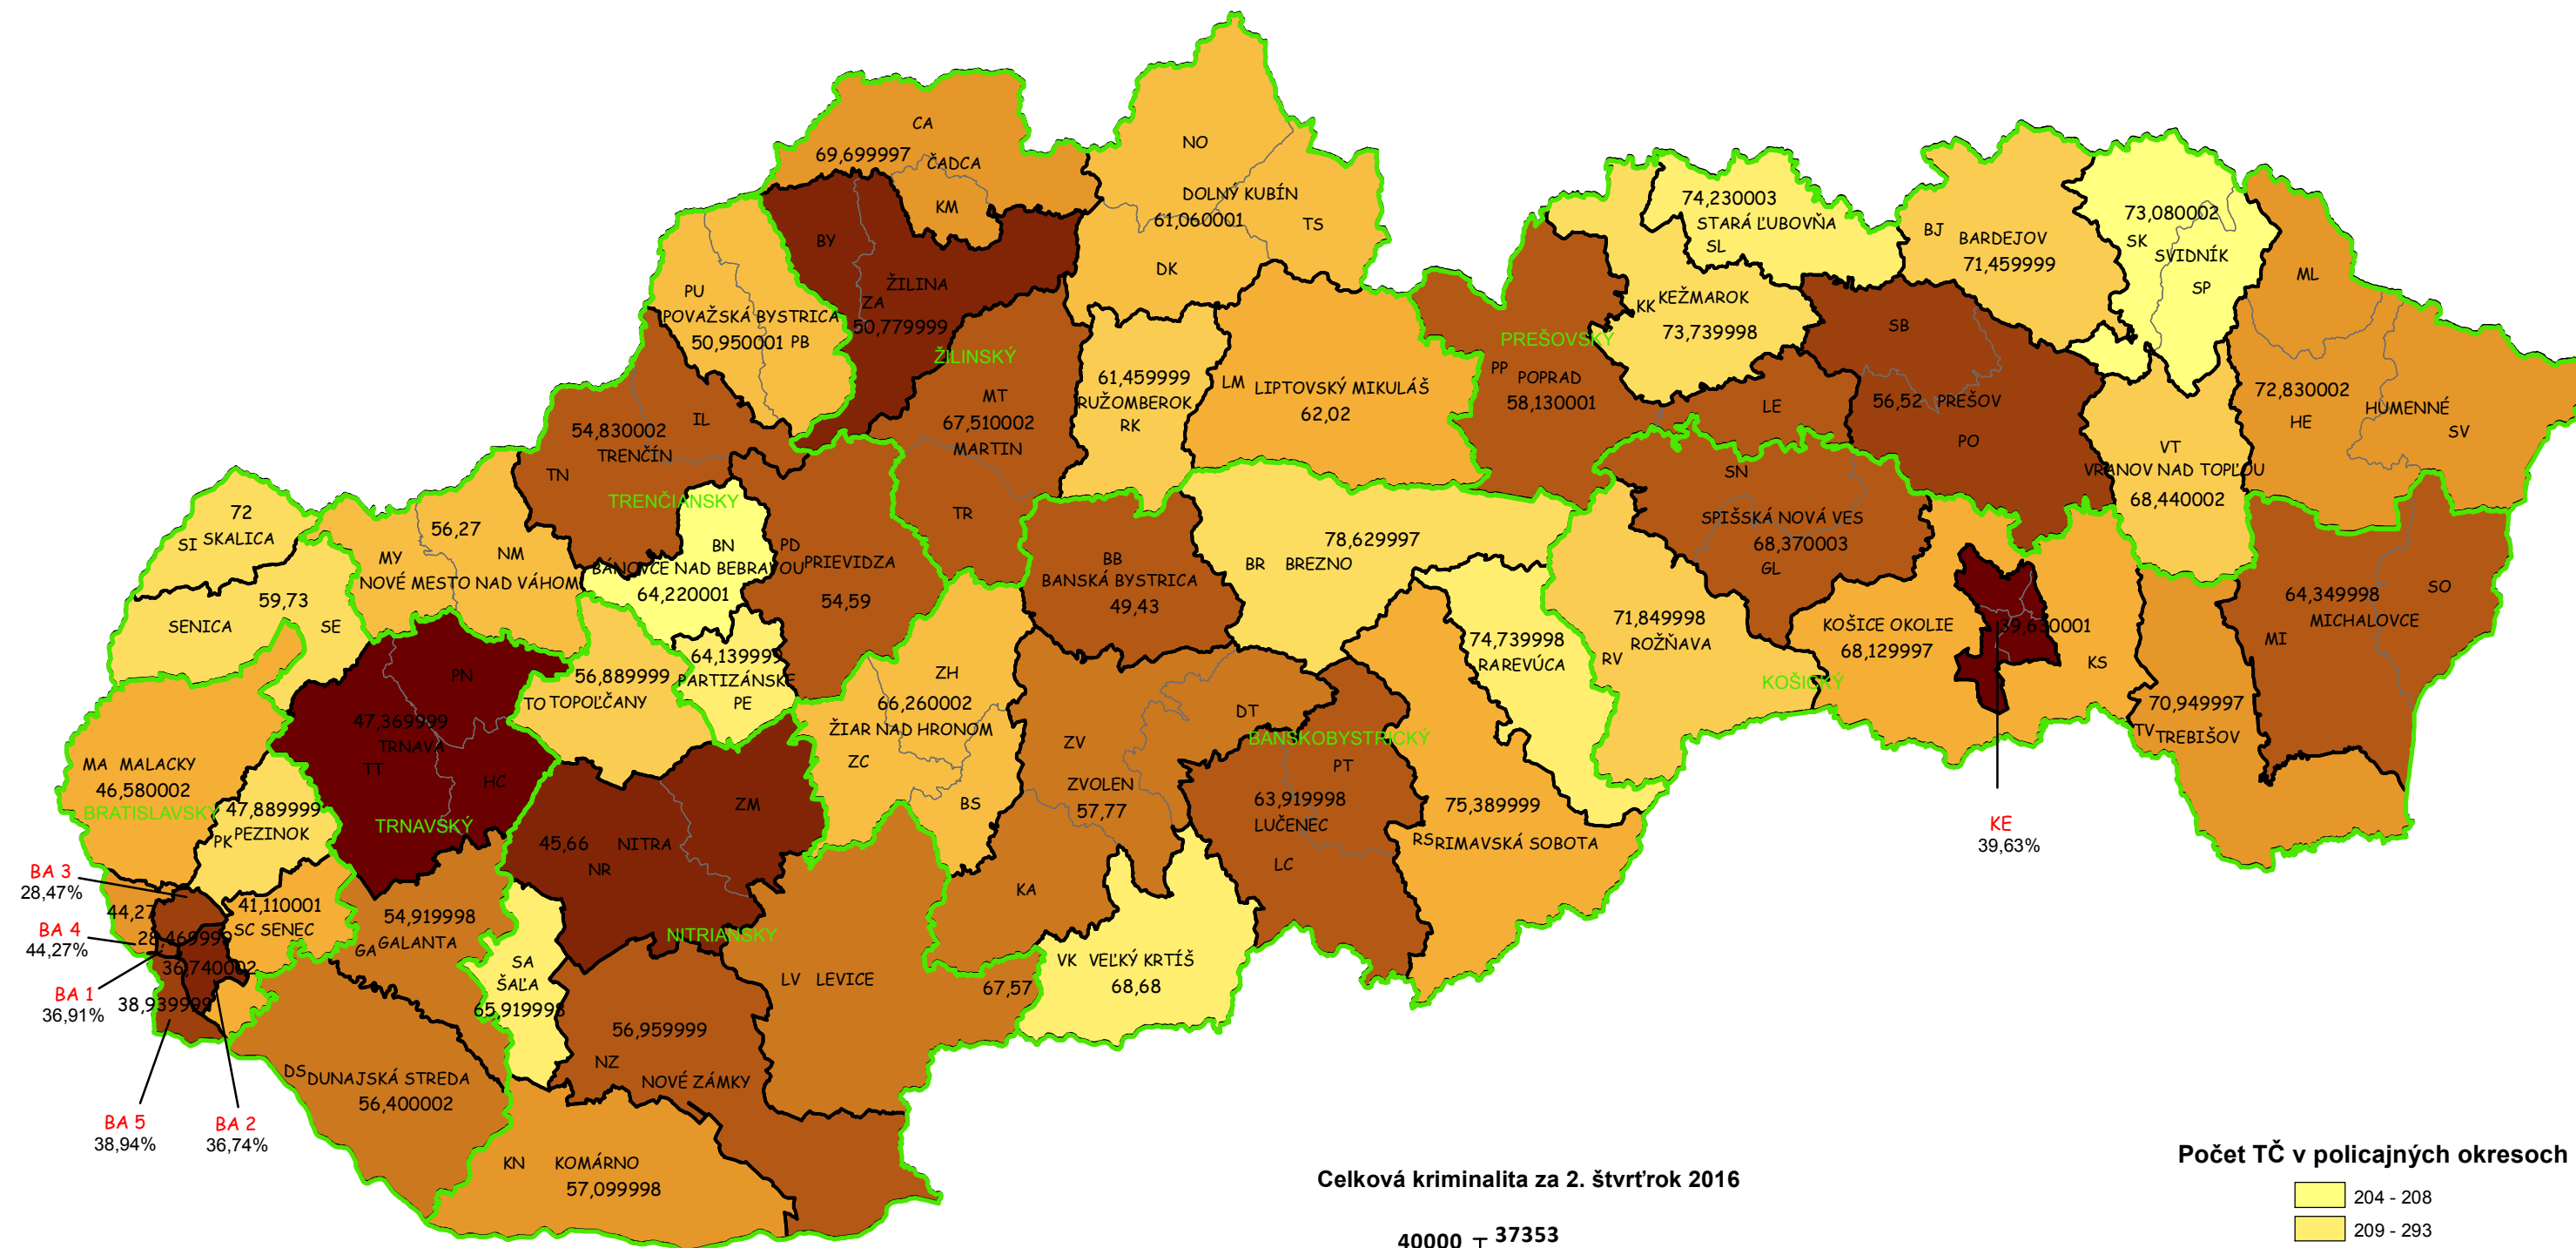 CA
69,699997
ČADCA
KM
NO
DOLNÝ KUBÍN
61,060001
TS
DK
BY
ŽILINA
ZA
50,779999
ŽILINSKÝ
PU
POVAŽSKÁ BYSTRICA
50,950001 PB
MT
67,510002
MARTIN
TR
61,459999
RUŽOMBEROK
RK
LM LIPTOVSKÝ MIKULÁŠ
62,02
PREŠOVSKÝ
PP POPRAD
58,130001
74,230003
STARÁ ĽUBOVŇA
SL
KK KEŽMAROK
73,739998
LE
BJ BARDEJOV
71,459999
73,080002
SK
SVIDNÍK
SP
ML
SB
56,52 PREŠOV
PO
72,830002
HUMENNÉ
HE
SV
VT
VRANOV NAD TOPĽOU
68,440002
IL
54,830002
TRENČÍN
TN
TRENČIANSKY
72
SI SKALICA
59,73
SENICA
SE
56,27
MY
NM
NOVÉ MESTO NAD VÁHOM
BN
BÁNOVCE NAD BEBRAVOU
64,220001
PD
PRIEVIDZA
54,59
64,139999
PARTIZÁNSKE
PE
BB
BANSKÁ BYSTRICA
49,43
78,629997
BR BREZNO
SN
SPIŠSKÁ NOVÁ VES
68,370003
GL
71,849998
ROŽŇAVA
RV
KOŠICE OKOLIE
68,129997
KS
39,630001
KOŠICKÝ
KE
39,63%
64,349998
MICHALOVCE
MI
SO
70,949997
TV TREBIŠOV
74,739998
RAREVÚCA
75,389999
RS RIMAVSKÁ SOBOTA
PN
47,369999
TRNAVA
TT
HC
TRNAVSKÝ
56,889999
TO TOPOĽČANY
ZH
66,260002
ŽIAR NAD HRONOM
ZC
BS
DT
ZV
ZVOLEN
57,77
KA
BANSKOBYSTRICKÝ
PT
63,919998
LUČENEC
LC
MA MALACKY
46,580002
BRATISLAVSKÝ
47,889999
PEZINOK
PK
ZM
45,66 NITRA
NR
NITRIANSKY
BA 3
28,47%
BA 4
44,27%
BA 1
36,91%
BA 5
38,94%
BA 2
36,74%
44,27
28,469999
36,740002
38,939999
41,110001
SC SENEC
54,919998
GA GALANTA
SA
ŠAĽA
65,919998
LV LEVICE
67,57
VK VEĽKÝ KRTÍŠ
68,68
56,959999
NZ
NOVÉ ZÁMKY
DS DUNAJSKÁ STREDA
56,400002
KN KOMÁRNO
57,099998
Celková kriminalita za 2. štvrťrok 2016
40000
37353
Počet TČ v policajných okresoch
204 - 208
209 - 293